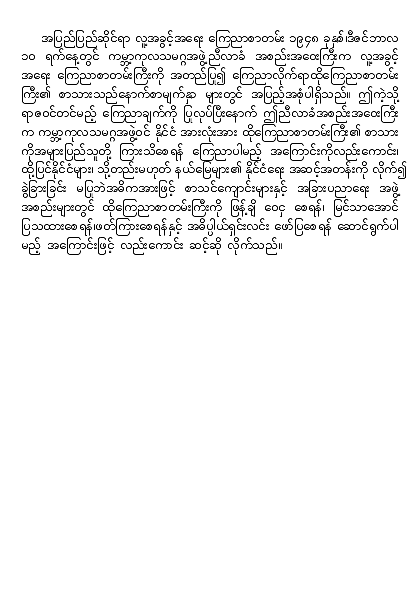 အပြည်ပြည်ဆိုင်ရာ လူ့အခွင့်အရေး ကြေညာစာတမ်း ၁၉၄၈ ခုနှစ်၊ဒီဇင်ဘာလ
၁၀ ရက်နေ့တွင် ကမ္ဘာ့ကုလသမဂ္ဂအဖွဲ့ညီလာခံ အစည်းအဝေးကြီးက လူ့အခွင့်
အရေး ကြေညာစာတမ်းကြီးကို အတည်ပြု၍ ကြေညာလိုက်ရာထိုကြေညာစာတမ်း
ကြီး၏ စာသားသည်နောက်စာမျက်နှာ များတွင် အပြည့်အစုံပါရှိသည်။ ဤကဲ့သို့
ရာဇဝင်တင်မည့် ကြေညာချက်ကို ပြုလုပ်ပြီးနောက် ဤညီလာခံအစည်းအဝေးကြီး
က ကမ္ဘာ့ကုလသမဂ္ဂအဖွဲ့ဝင် နိုင်ငံ အားလုံးအား ထိုကြေညာစာတမ်းကြီး၏ စာသား
ကိုအများပြည်သူတို့ ကြားသိစေရန် ကြေညာပါမည့် အကြောင်းကိုလည်းကောင်း၊
ထို့ပြင်နိုင်ငံများ၊ သို့တည်းမဟုတ် နယ်မြေများ၏ နိုင်ငံရေး အဆင့်အတန်းကို လိုက်၍
ခွဲခြားခြင်း မပြုဘဲအဓိကအားဖြင့် စာသင်ကျောင်းများနှင့် အခြားပညာရေး အဖွဲ့
အစည်းများတွင် ထိုကြေညာစာတမ်းကြီးကို ဖြန့်ချိ ဝေငှ စေရန်၊ မြင်သာအောင်
ပြသထားစေရန်၊ဖတ်ကြားစေရန်နှင့် အဓိပ္ပါယ်ရှင်းလင်း ဖော်ပြစေရန် ဆောင်ရွက်ပါ
မည့် အကြောင်းဖြင့် လည်းကောင်း ဆင့်ဆို လိုက်သည်။